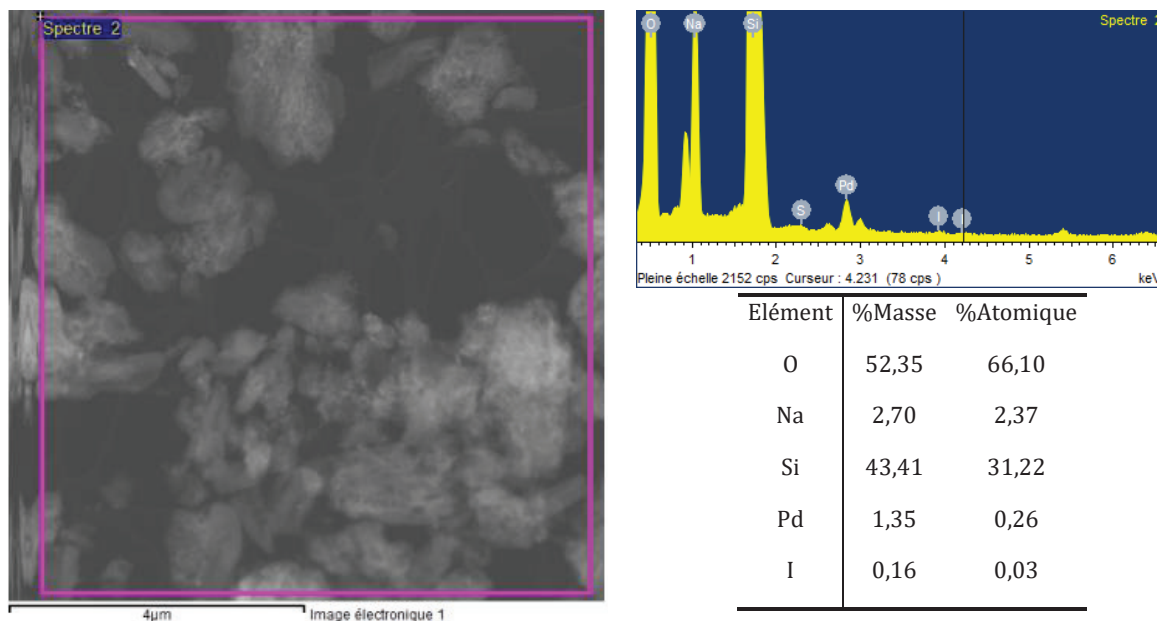 Spectre 2
4µm
Image électronique 1
Spectre 2
O Na Si S Pd I I
1 2 3 4 5 6
Pleine échelle 2152 cps Curseur : 4.231 (78 cps ) keV
Elément %Masse %Atomique
O 52,35 66,10
Na 2,70 2,37
Si 43,41 31,22
Pd 1,35 0,26
I 0,16 0,03